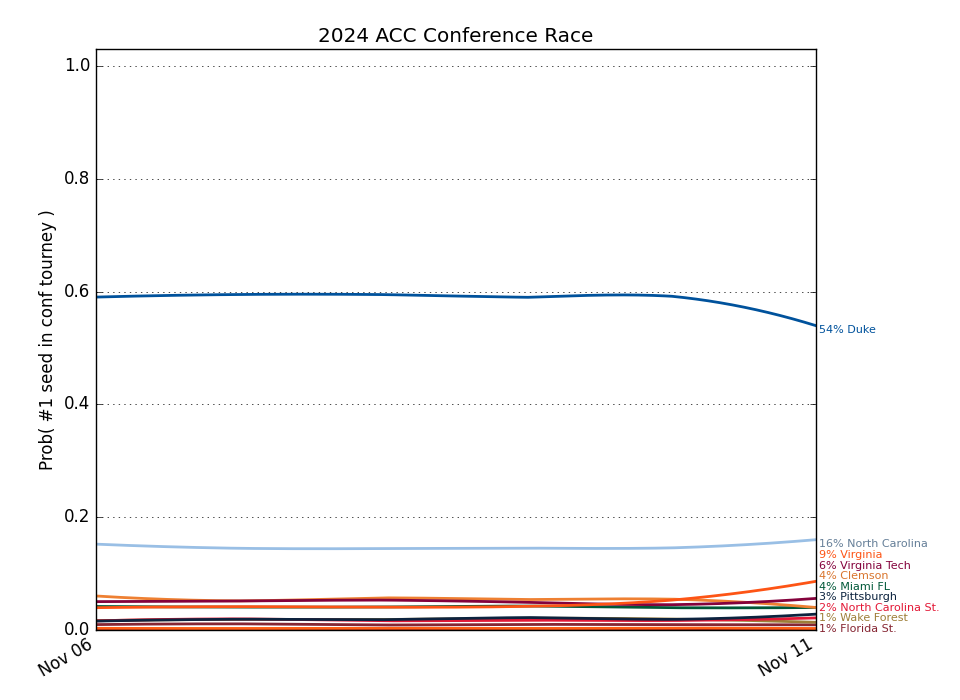 2024 ACC Conference Race
Prob( #1 seed in conf tourney )
1.0
0.8
0.6
0.4
0.2
0.0
Nov 06
Nov 11
54% Duke
16% North Carolina
9% Virginia
6% Virginia Tech
4% Clemson
4% Miami FL
3% Pittsburgh
2% North Carolina St.
1% Wake Forest
1% Florida St.